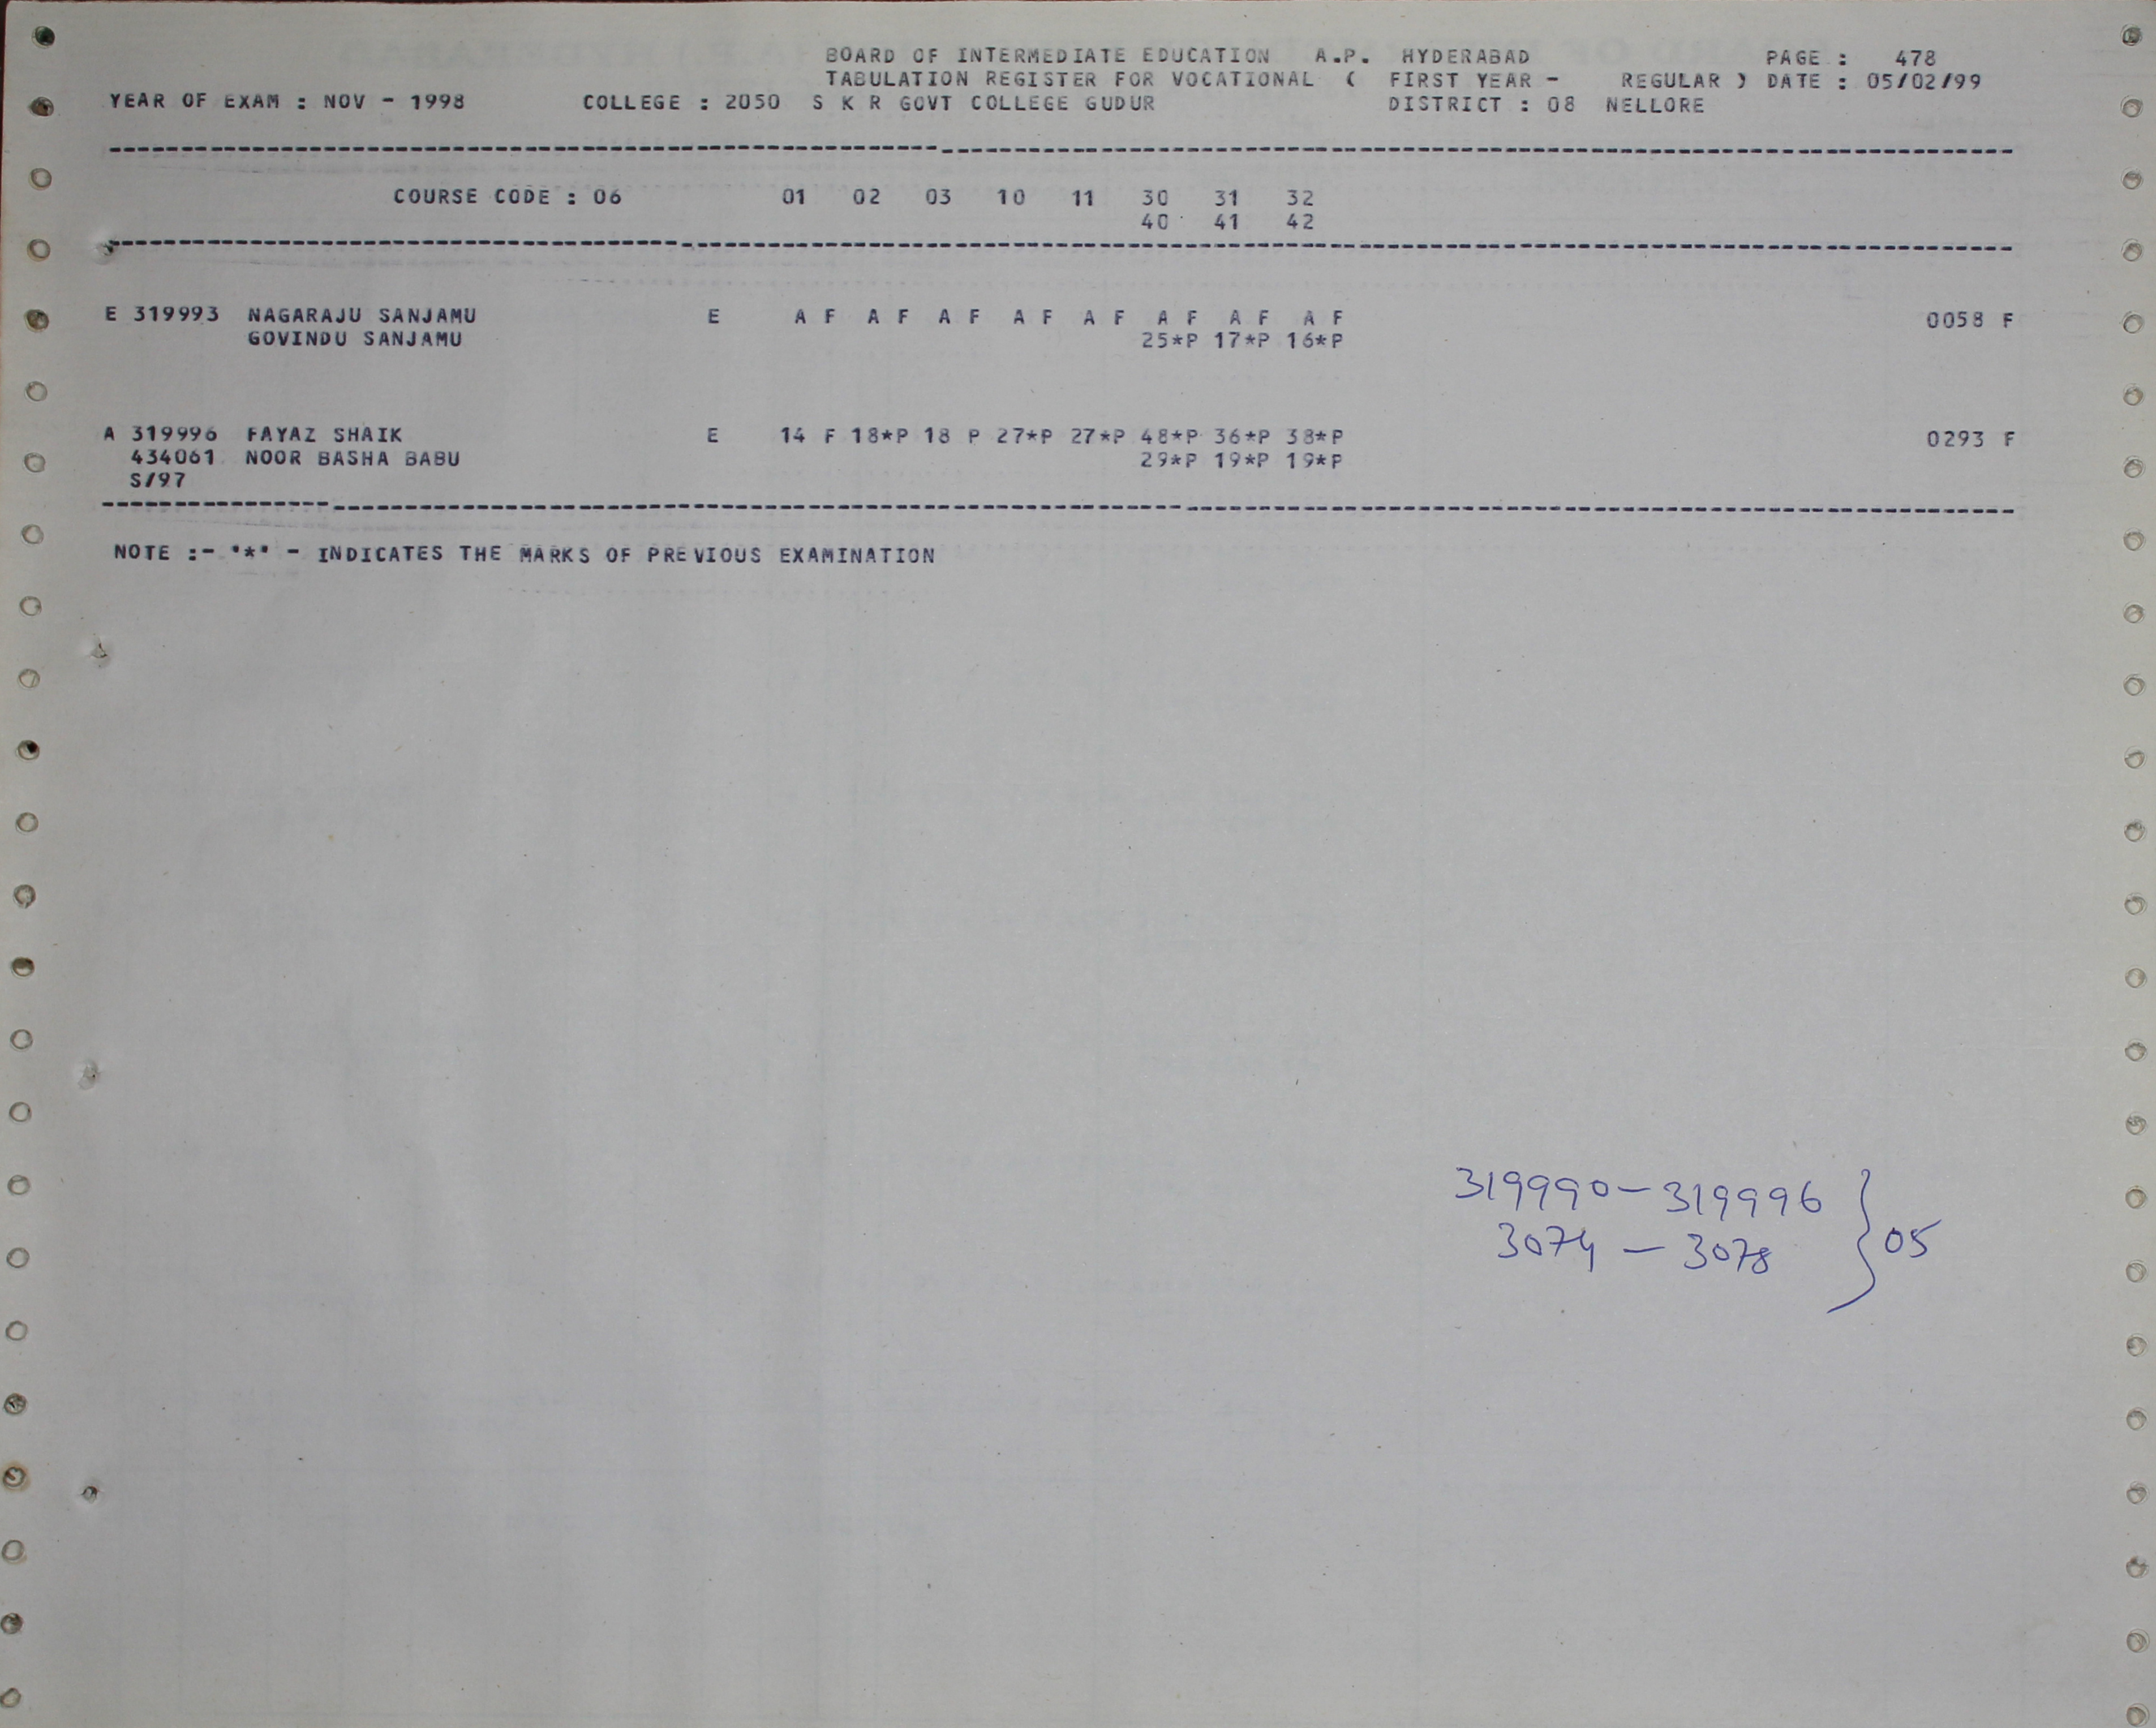 BOARD OF INTERMEDIATE EDUCATION A.P. HYDERABAD PAGE : 478
TABULATION REGISTER FOR VOCATIONAL ( FIRST YEAR - REGULAR ) DATE : 05/02/99
YEAR OF EXAM : NOV - 1998 COLLEGE : 2050 S K R GOVT COLLEGE GUDUR DISTRICT : 08 NELLORE
COURSE CODE : 06 01 02 03 10 11 30 31 32
40 41 42
E 319993 NAGARAJU SANJAMU E A F A F A F A F A F A F A F A F 0058 F
GOVINDU SANJAMU 25*P 17*P 16*P
A 319996 FAYAZ SHAIK E 14 F 18*P 18 P 27*P 27*P 48*P 36*P 38*P 0293 F
434061 NOOR BASHA BABU 29*P 19*P 19*P
S/97
NOTE :- "*" - INDICATES THE MARKS OF PREVIOUS EXAMINATION
319990 - 319996
3074 - 3078 } 05